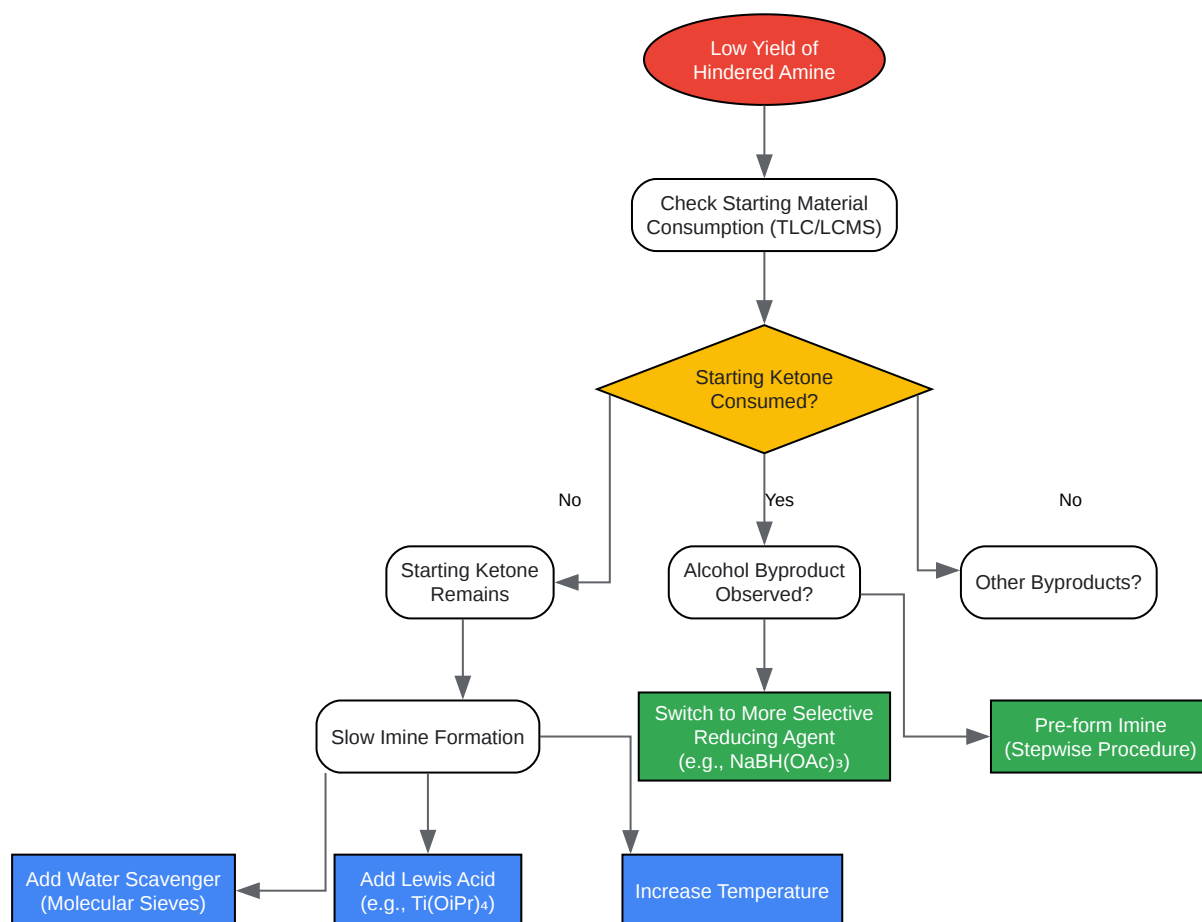 Low Yield of
Hindered Amine
Check Starting Material
Consumption (TLC/LCMS)
Starting Ketone
Consumed?
No
Yes
No
Starting Ketone
Remains
Alcohol Byproduct
Observed?
Other Byproducts?
Slow Imine Formation
Switch to More Selective
Reducing Agent
(e.g., NaBH(OAc)₃)
Pre-form Imine
(Stepwise Procedure)
Add Water Scavenger
(Molecular Sieves)
Add Lewis Acid
(e.g., Ti(OiPr)₄)
Increase Temperature